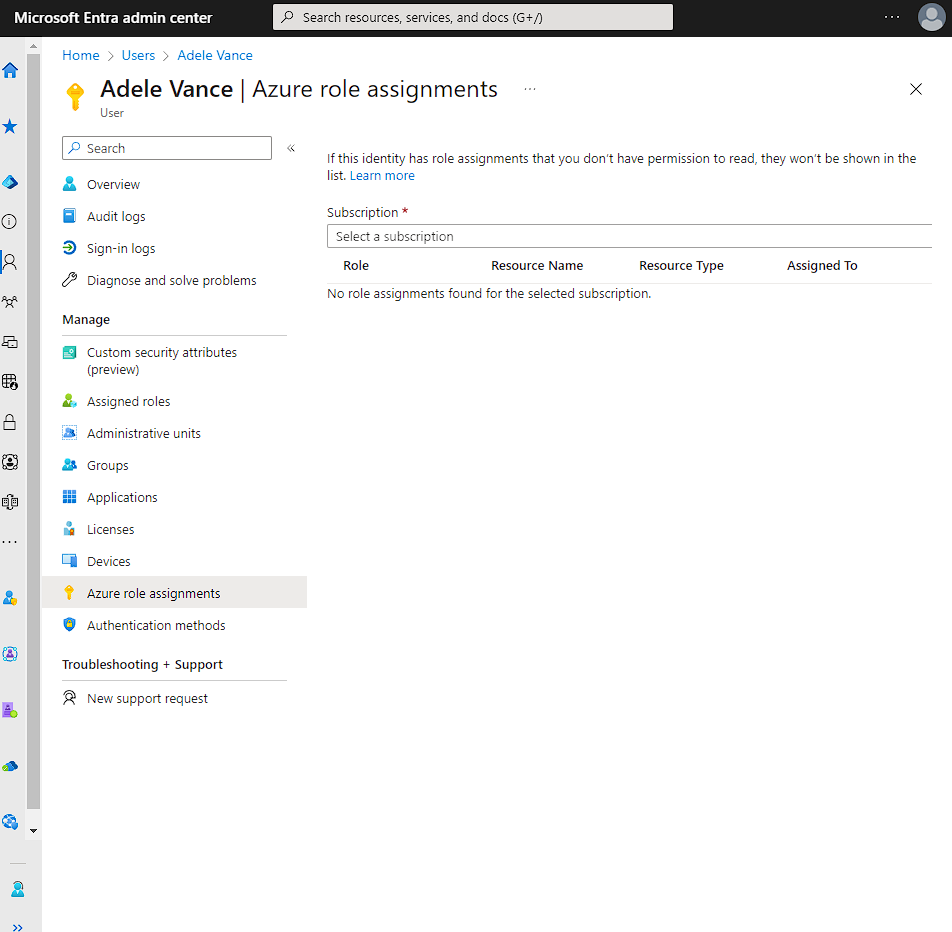 Microsoft Entra admin center
Search resources, services, and docs (G+/)
...
Home > Users > Adele Vance
Adele Vance | Azure role assignments ...
User
Search
«
Overview
Audit logs
Sign-in logs
Diagnose and solve problems
Manage
Custom security attributes
(preview)
Assigned roles
Administrative units
Groups
Applications
Licenses
Devices
Azure role assignments
Authentication methods
Troubleshooting + Support
New support request
If this identity has role assignments that you don't have permission to read, they won't be shown in the
list. Learn more
Subscription *
Select a subscription
Role Resource Name Resource Type Assigned To
No role assignments found for the selected subscription.